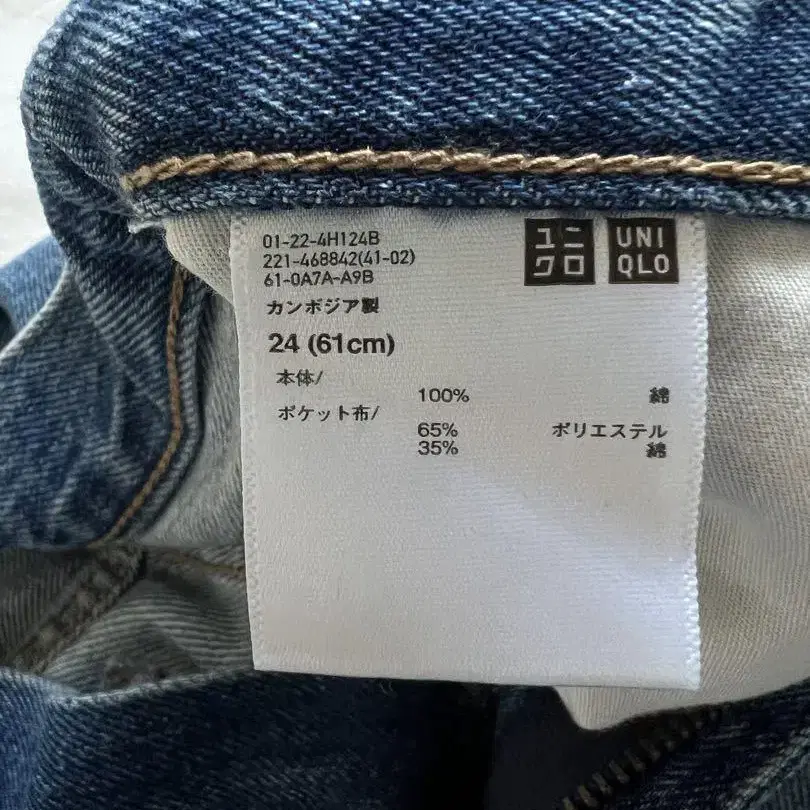 01-22-4H124B
221-468842(41-02)
61-0A7A-A9B
ユニ
クロ
UNI
QLO
カンボジア製
24 (61cm)
本体/
100% 綿
ポケット布/
65% ポリエステル
35% 綿